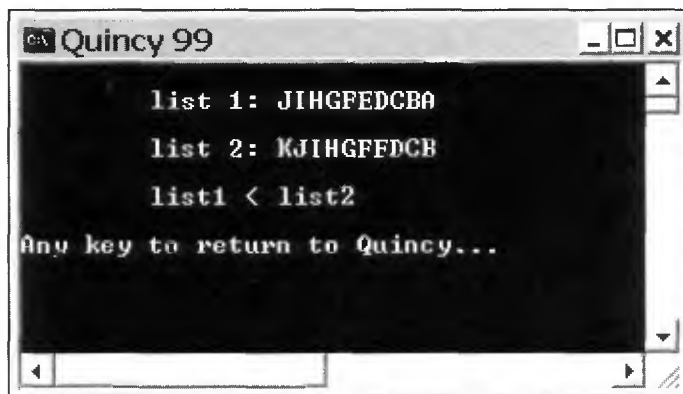 Quincy 99
list 1: JIHGFEDCBA
list 2: KJIHGFFDCB
list1 < list2
Any key to return to Quincy...